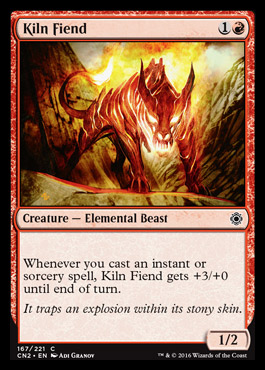 Kiln Fiend 1
Creature — Elemental Beast
Whenever you cast an instant or
sorcery spell, Kiln Fiend gets +3/+0
until end of turn.
It traps an explosion within its stony skin.
1/2
167/221 C
CN2 • EN Adi Granov
™ & © 2016 Wizards of the Coast